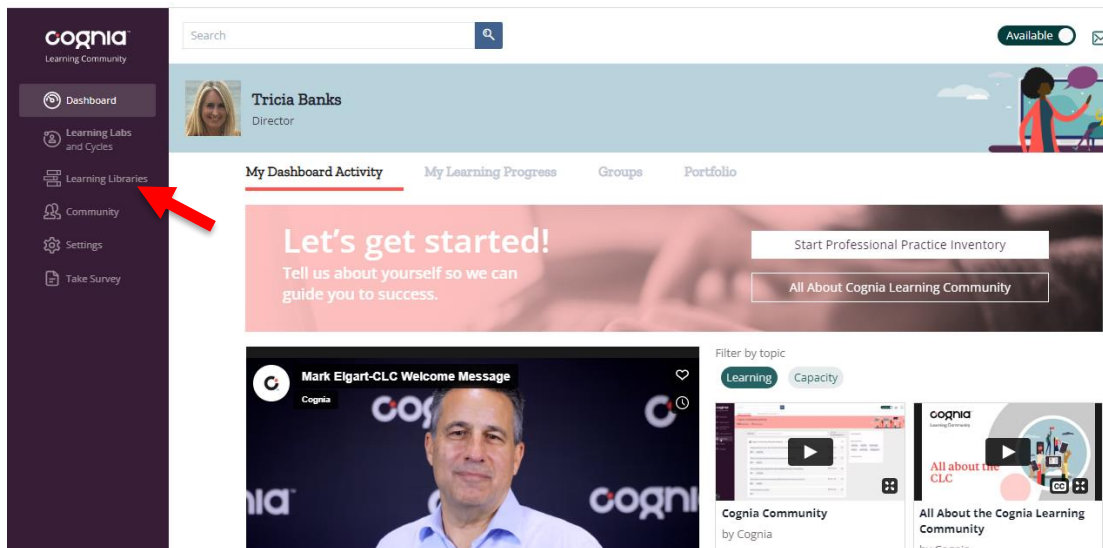 cognia
Learning Community
Dashboard
Learning Labs
and Cycles
Learning Libraries
Community
Settings
Take Survey
Search
Available
Tricia Banks
Director
My Dashboard Activity
My Learning Progress
Groups
Portfolio
Let's get started!
Tell us about yourself so we can
guide you to success.
Start Professional Practice Inventory
All About Cognia Learning Community
Mark Elgart-CLC Welcome Message
Cognia
Filter by topic
Learning
Capacity
Cognia Community
by Cognia
cognia
Learning Community
All about the
CLC
CC
All About the Cognia Learning
Community
by Cognia